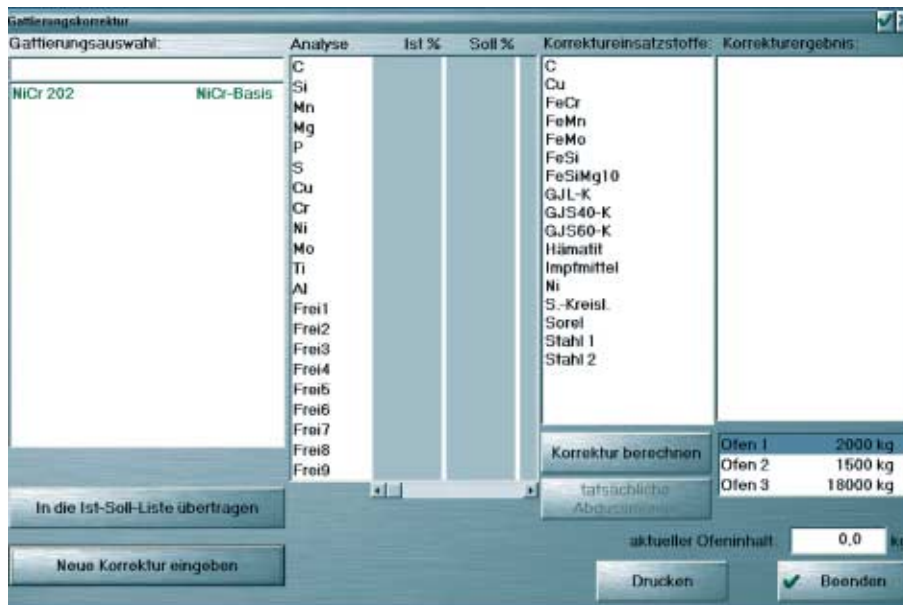 Gattierungskorrektur
Gattierungsauswahl:
NiCr 202 NiCr-Basis
In die Ist-Soll-Liste übertragen
Neue Korrektur eingeben
Analyse Ist % Soll %
C
Si
Mn
Mg
P
S
Cu
Cr
Ni
Mo
Ti
Al
Frei1
Frei2
Frei3
Frei4
Frei5
Frei6
Frei7
Frei8
Frei9
Korrektureinsatzstoffe:
C
Cu
FeCr
FeMn
FeMo
FeSi
FeSiMg10
GJL-K
GJS40-K
GJS60-K
Hämatit
Impfmittel
Ni
S.-Kreisl.
Sorel
Stahl 1
Stahl 2
Korrektur berechnen
tatsächliche
Korrekturergebnis:
Ofen 1 2000 kg
Ofen 2 1500 kg
Ofen 3 18000 kg
aktueller Ofeninhalt 0,0
Drucken
Beenden